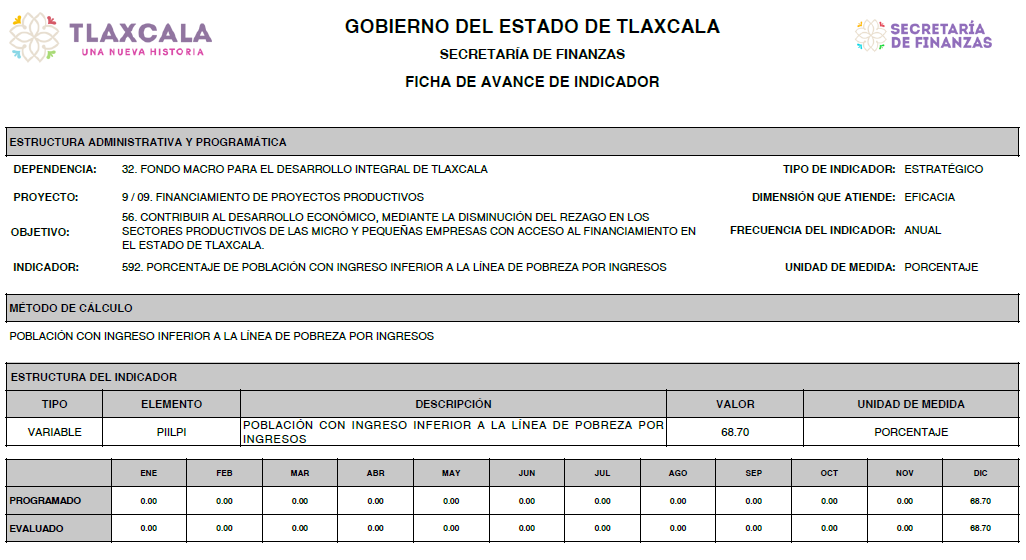 TLAXCALA
UNA NUEVA HISTORIA
GOBIERNO DEL ESTADO DE TLAXCALA
SECRETARÍA DE FINANZAS
FICHA DE AVANCE DE INDICADOR
SECRETARÍA
DE FINANZAS
ESTRUCTURA ADMINISTRATIVA Y PROGRAMÁTICA
DEPENDENCIA: 32. FONDO MACRO PARA EL DESARROLLO INTEGRAL DE TLAXCALA TIPO DE INDICADOR: ESTRATÉGICO
PROYECTO: 9 / 09. FINANCIAMIENTO DE PROYECTOS PRODUCTIVOS DIMENSIÓN QUE ATIENDE: EFICACIA
OBJETIVO: 56. CONTRIBUIR AL DESARROLLO ECONÓMICO, MEDIANTE LA DISMINUCIÓN DEL REZAGO EN LOS
SECTORES PRODUCTIVOS DE LAS MICRO Y PEQUEÑAS EMPRESAS CON ACCESO AL FINANCIAMIENTO EN
EL ESTADO DE TLAXCALA.
FRECUENCIA DEL INDICADOR: ANUAL
INDICADOR: 592. PORCENTAJE DE POBLACIÓN CON INGRESO INFERIOR A LA LÍNEA DE POBREZA POR INGRESOS UNIDAD DE MEDIDA: PORCENTAJE
MÉTODO DE CÁLCULO
POBLACIÓN CON INGRESO INFERIOR A LA LÍNEA DE POBREZA POR INGRESOS
ESTRUCTURA DEL INDICADOR
TIPO ELEMENTO DESCRIPCIÓN VALOR UNIDAD DE MEDIDA
VARIABLE PIILPI POBLACIÓN CON INGRESO INFERIOR A LA LÍNEA DE POBREZA POR
INGRESOS 68.70 PORCENTAJE
ENE FEB MAR ABR MAY JUN JUL AGO SEP OCT NOV DIC
PROGRAMADO 0.00 0.00 0.00 0.00 0.00 0.00 0.00 0.00 0.00 0.00 0.00 68.70
EVALUADO 0.00 0.00 0.00 0.00 0.00 0.00 0.00 0.00 0.00 0.00 0.00 68.70